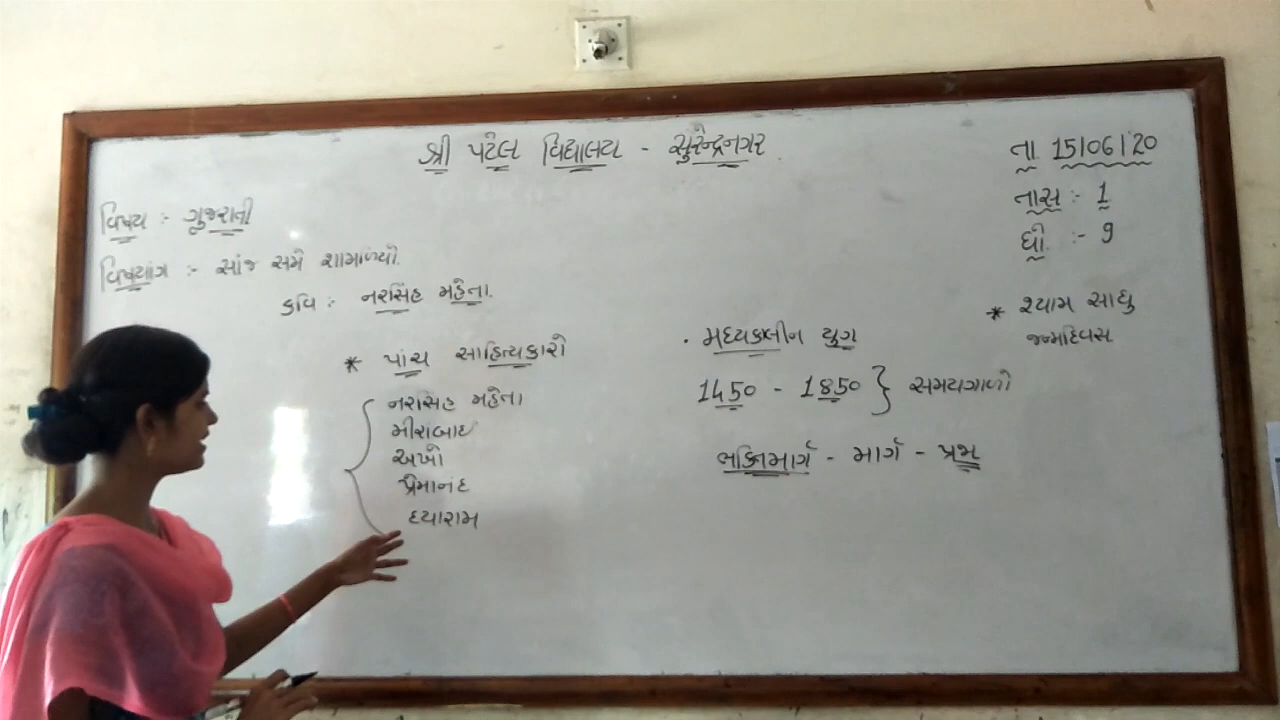 શ્રી પટેલ વિદ્યાલય - સુરેન્દ્રનગર
તા 15/06/20
તાસ :- 1
ધો :- 9
વિષય :- ગુજરાતી
વિષયાંગ :- સાંજ સમે શામળિયો.
કવિ :- નરસિંહ મહેતા.
* પાંચ સાહિત્યકારો
નરસિંહ મહેતા
મીરાંબાઈ
અખો
પ્રેમાનંદ
દયારામ
· મધ્યકાલીન યુગ
1450 - 1850 } સમયગાળો
ભક્તિમાર્ગ - માર્ગ - પ્રભુ
* શ્યામ સાધુ
જન્મદિવસ